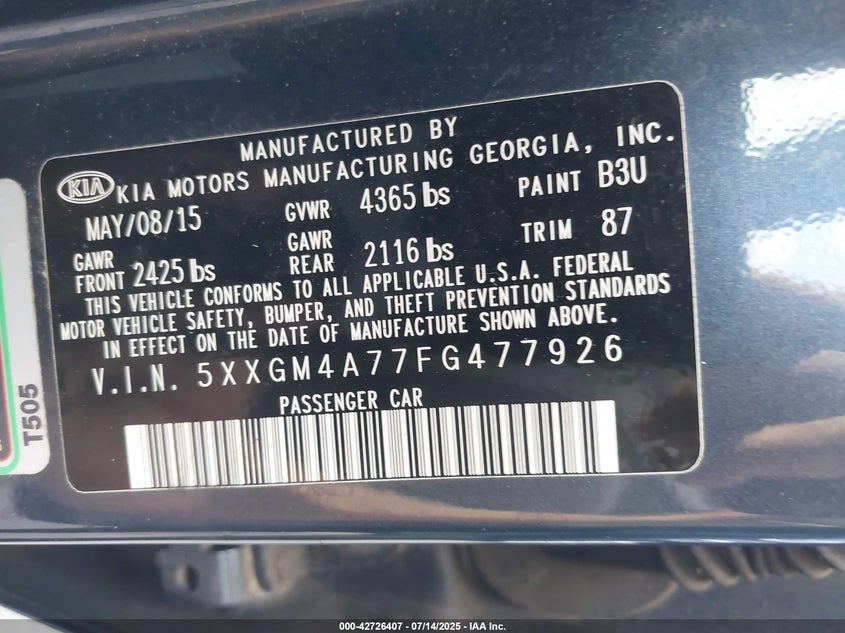 MANUFACTURED BY
KIA KIA MOTORS MANUFACTURING GEORGIA, INC.
MAY/08/15 GVWR 4365 lbs PAINT B3U
GAWR FRONT 2425 lbs GAWR REAR 2116 lbs TRIM 87
THIS VEHICLE CONFORMS TO ALL APPLICABLE U.S.A. FEDERAL
MOTOR VEHICLE SAFETY, BUMPER, AND THEFT PREVENTION STANDARDS
IN EFFECT ON THE DATE OF MANUFACTURE SHOWN ABOVE.
V.I.N. 5XXGM4A77FG477926
PASSENGER CAR
T505
000-42726407 - 07/14/2025 - IAA Inc.